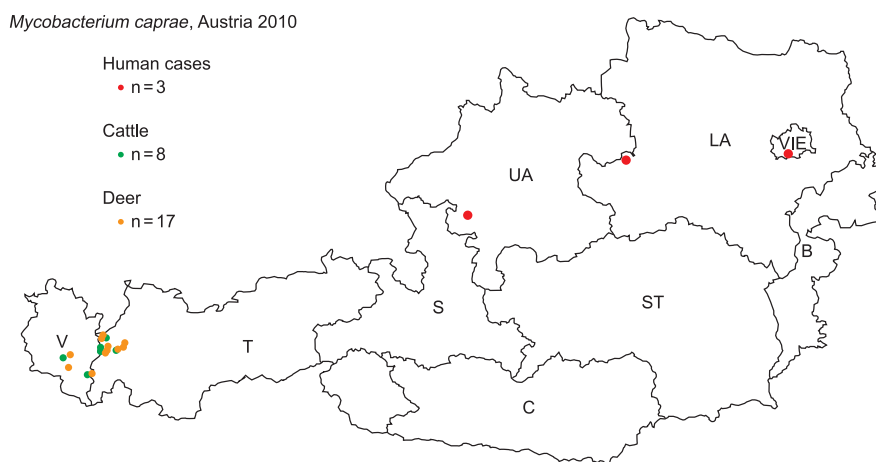 Mycobacterium caprae, Austria 2010
Human cases
n=3
Cattle
n=8
Deer
n=17
LA
VIE
UA
B
S
ST
V
T
C